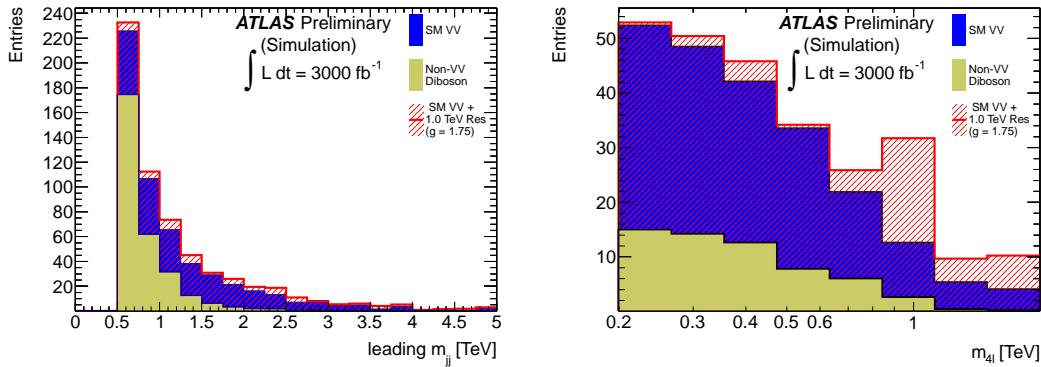 Entries
240
220
200
180
160
140
120
100
80
60
40
20
0 0.5 1 1.5 2 2.5 3 3.5 4 4.5 5
leading m_jj [TeV]
ATLAS Preliminary
(Simulation)
∫ L dt = 3000 fb⁻¹
SM VV
Non-VV
Diboson
SM VV +
1.0 TeV Res
(g = 1.75)
Entries
50
40
30
20
10
0.2 0.3 0.4 0.5 0.6 1
m_4l [TeV]
ATLAS Preliminary
(Simulation)
∫ L dt = 3000 fb⁻¹
SM VV
Non-VV
Diboson
SM VV +
1.0 TeV Res
(g = 1.75)